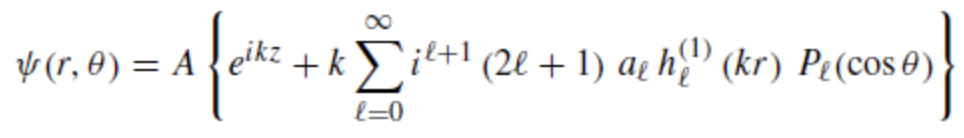 ψ(r, θ) = A { e^{ikz} + k ∑_{ℓ=0}^{∞} i^{ℓ+1} (2ℓ + 1) a_ℓ h_ℓ^{(1)} (kr) P_ℓ(cos θ) }